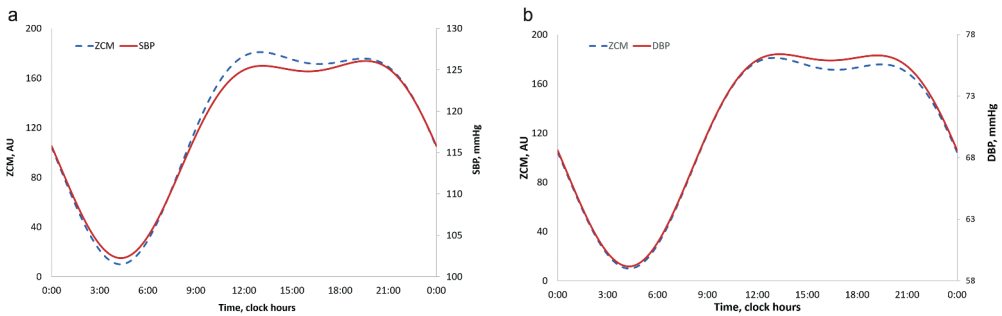 a
ZCM SBP
ZCM, AU
200
160
120
80
40
0
130
125
120
115
110
105
100
SBP, mmHg
0:00 3:00 6:00 9:00 12:00 15:00 18:00 21:00 0:00
Time, clock hours
b
ZCM DBP
ZCM, AU
200
160
120
80
40
0
78
73
68
63
58
DBP, mmHg
0:00 3:00 6:00 9:00 12:00 15:00 18:00 21:00 0:00
Time, clock hours